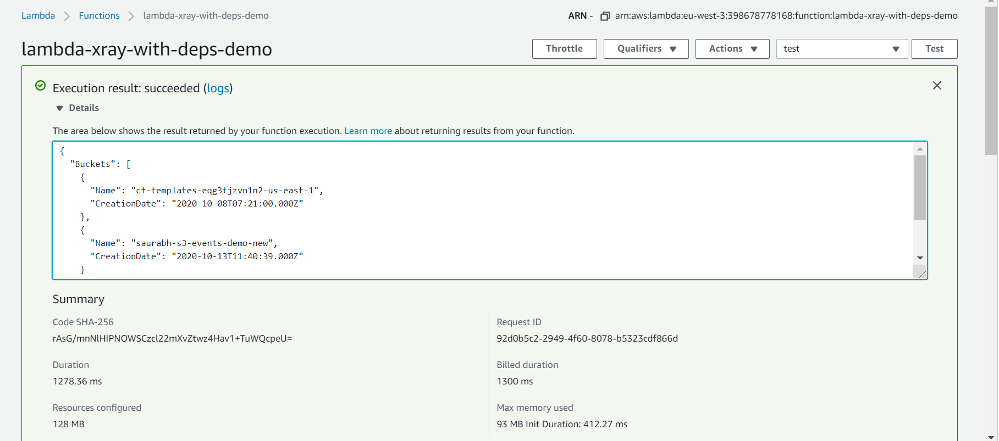 Lambda > Functions > lambda-xray-with-deps-demo
ARN - arn:aws:lambda:eu-west-3:398678778168:function:lambda-xray-with-deps-demo
lambda-xray-with-deps-demo
Throttle
Qualifiers
Actions
test
Test
Execution result: succeeded (logs)
Details
The area below shows the result returned by your function execution. Learn more about returning results from your function.
{
"Buckets": [
{
"Name": "cf-templates-eqg3tjzvn1n2-us-east-1",
"CreationDate": "2020-10-08T07:21:00.000Z"
},
{
"Name": "saurabh-s3-events-demo-new",
"CreationDate": "2020-10-13T11:40:39.000Z"
}
Summary
Code SHA-256
rAsG/mnNlHIPNOWSCzcl22mXvZtwz4Hav1+TuWQcpeU=
Request ID
92d0b5c2-2949-4f60-8078-b5323cdf866d
Duration
1278.36 ms
Billed duration
1300 ms
Resources configured
128 MB
Max memory used
93 MB Init Duration: 412.27 ms